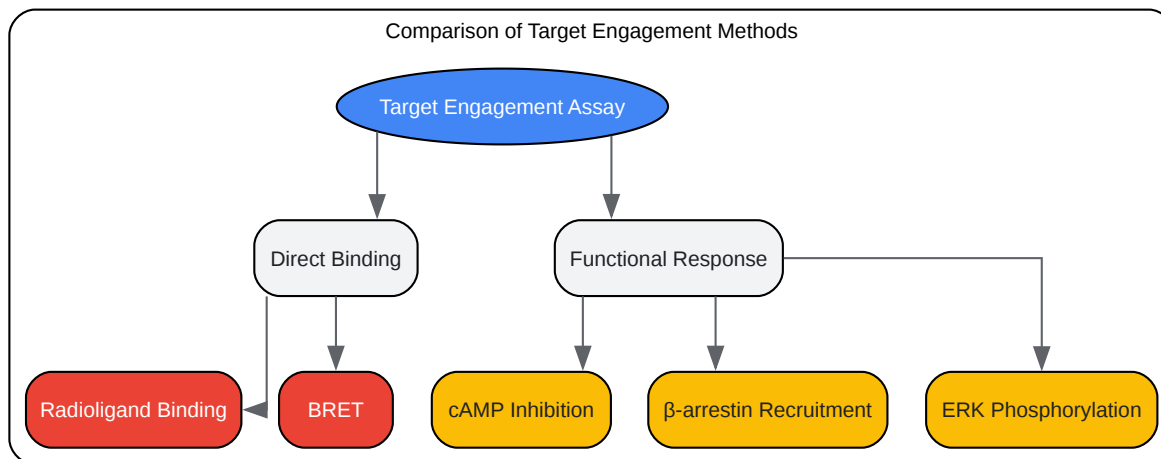 Comparison of Target Engagement Methods
Target Engagement Assay
Direct Binding
Functional Response
Radioligand Binding
BRET
cAMP Inhibition
β-arrestin Recruitment
ERK Phosphorylation